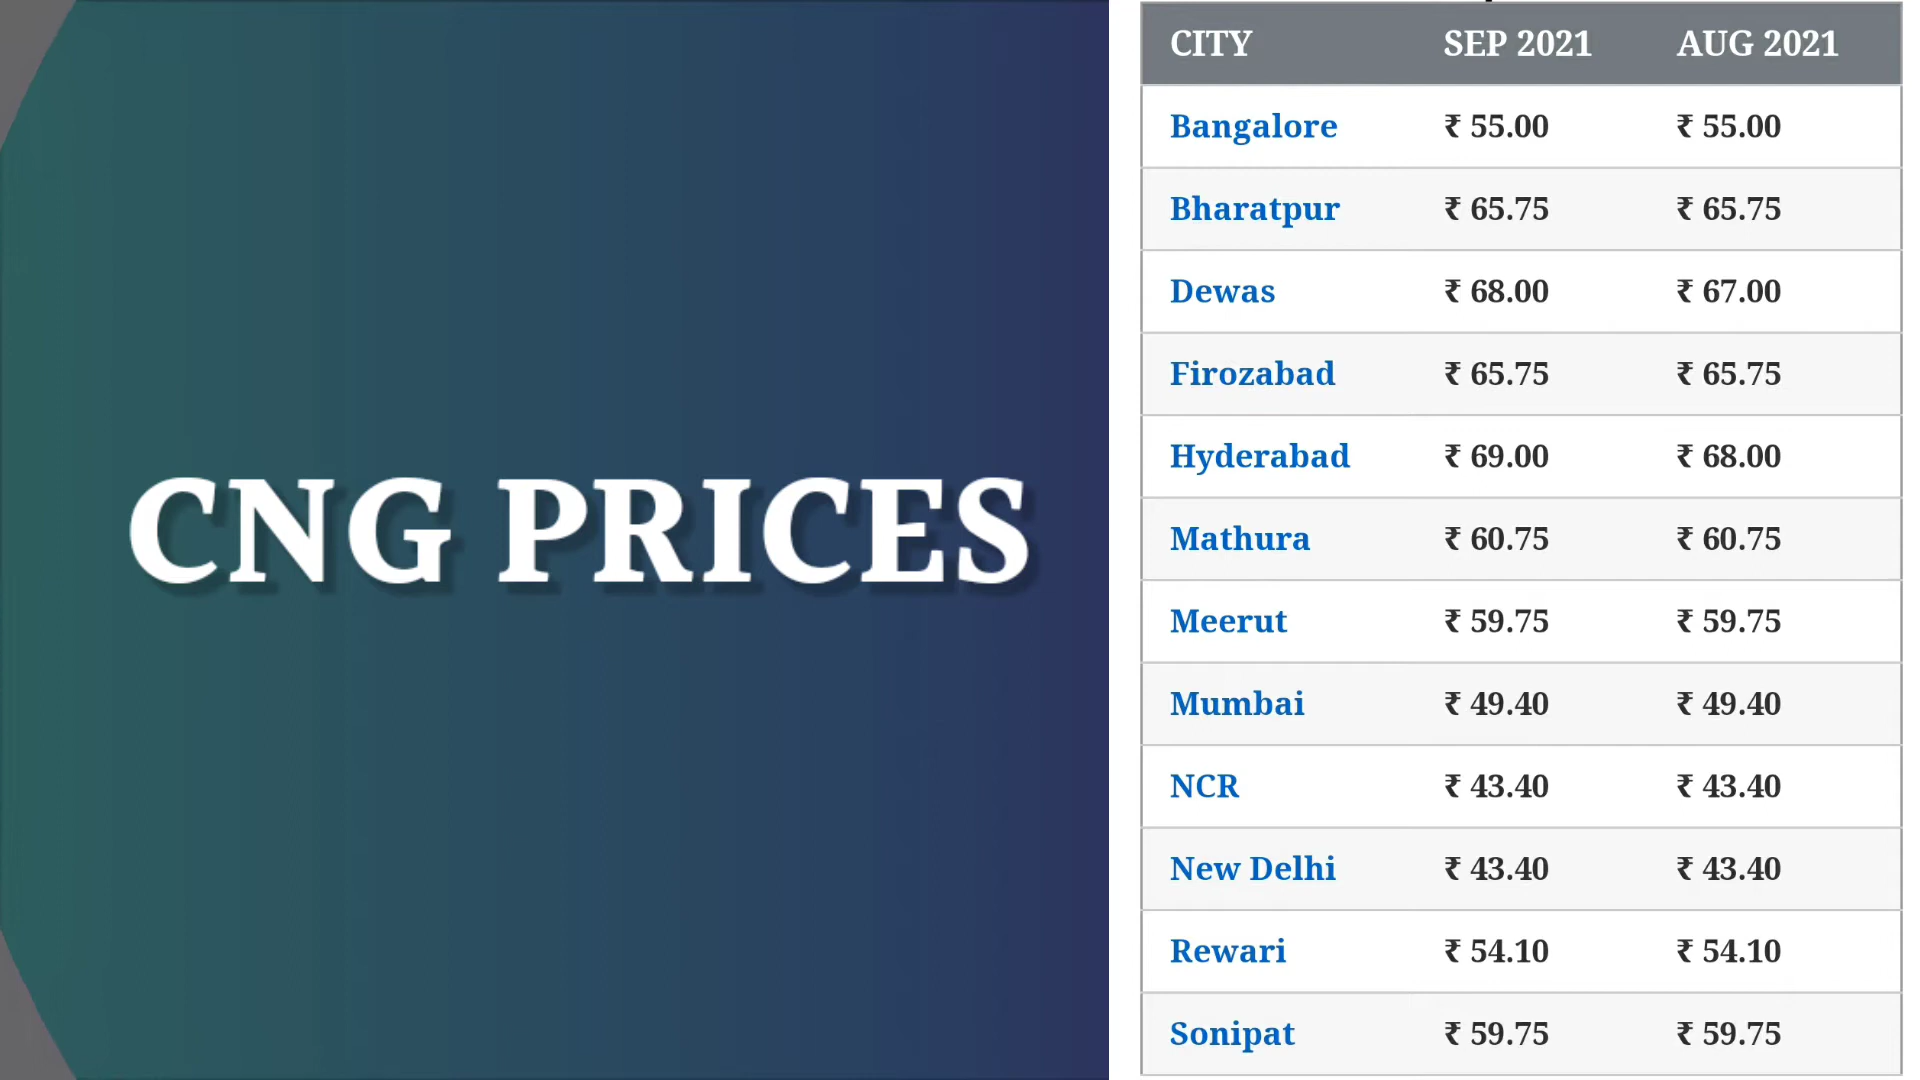 CNG PRICES
CITY SEP 2021 AUG 2021
Bangalore ₹ 55.00 ₹ 55.00
Bharatpur ₹ 65.75 ₹ 65.75
Dewas ₹ 68.00 ₹ 67.00
Firozabad ₹ 65.75 ₹ 65.75
Hyderabad ₹ 69.00 ₹ 68.00
Mathura ₹ 60.75 ₹ 60.75
Meerut ₹ 59.75 ₹ 59.75
Mumbai ₹ 49.40 ₹ 49.40
NCR ₹ 43.40 ₹ 43.40
New Delhi ₹ 43.40 ₹ 43.40
Rewari ₹ 54.10 ₹ 54.10
Sonipat ₹ 59.75 ₹ 59.75